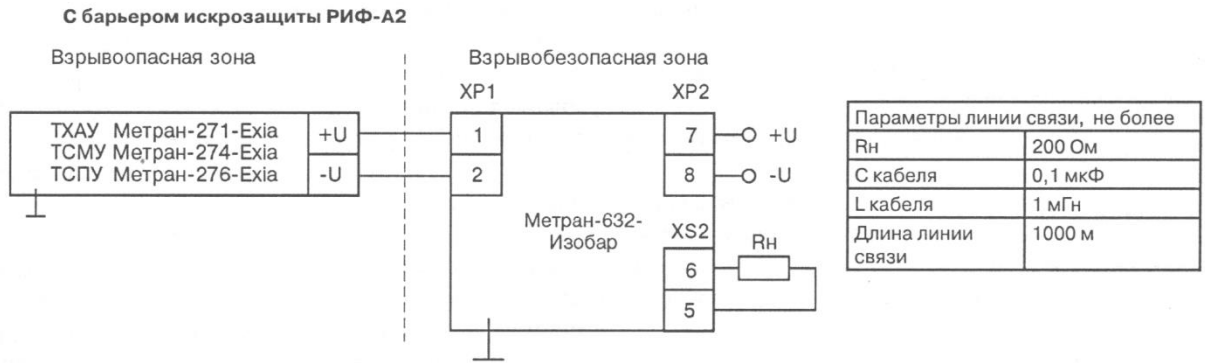 С барьером искрозащиты РИФ-А2
Взрывоопасная зона
Взрывобезопасная зона
XP1
XP2
ТХАУ Метран-271-Exia
ТСМУ Метран-274-Exia
ТСПУ Метран-276-Exia
+U
-U
1
2
7
8
+U
-U
Метран-632-
Изобар
XS2
6
5
Rн
Параметры линии связи, не более
Rн 200 Ом
С кабеля 0,1 мкФ
L кабеля 1 мГн
Длина линии 1000 м
связи